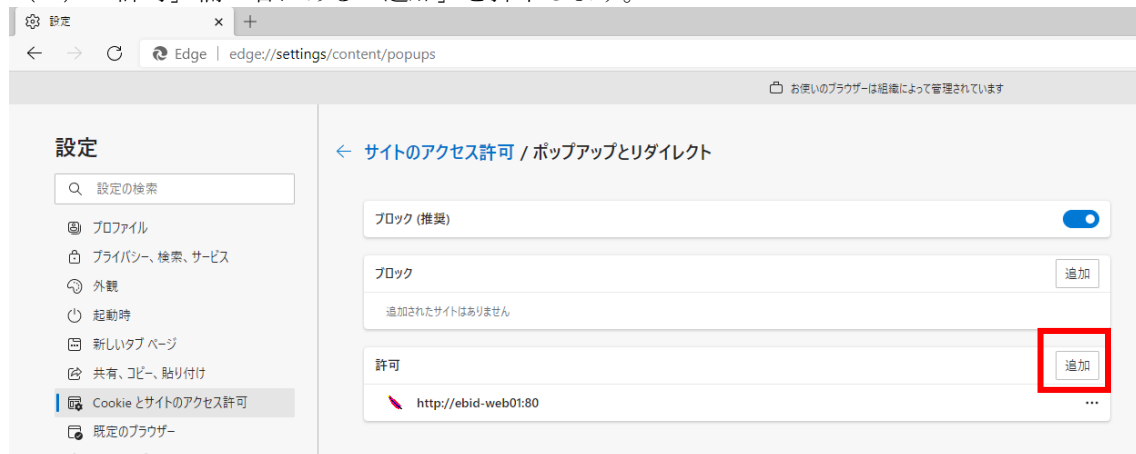 設定
Edge | edge://settings/content/popups
お使いのブラウザーは組織によって管理されています
設定
設定の検索
プロファイル
プライバシー、検索、サービス
外観
起動時
新しいタブ ページ
共有、コピー、貼り付け
Cookie とサイトのアクセス許可
既定のブラウザー
サイトのアクセス許可 / ポップアップとリダイレクト
ブロック (推奨)
ブロック
追加
追加されたサイトはありません
許可
追加
http://ebid-web01:80